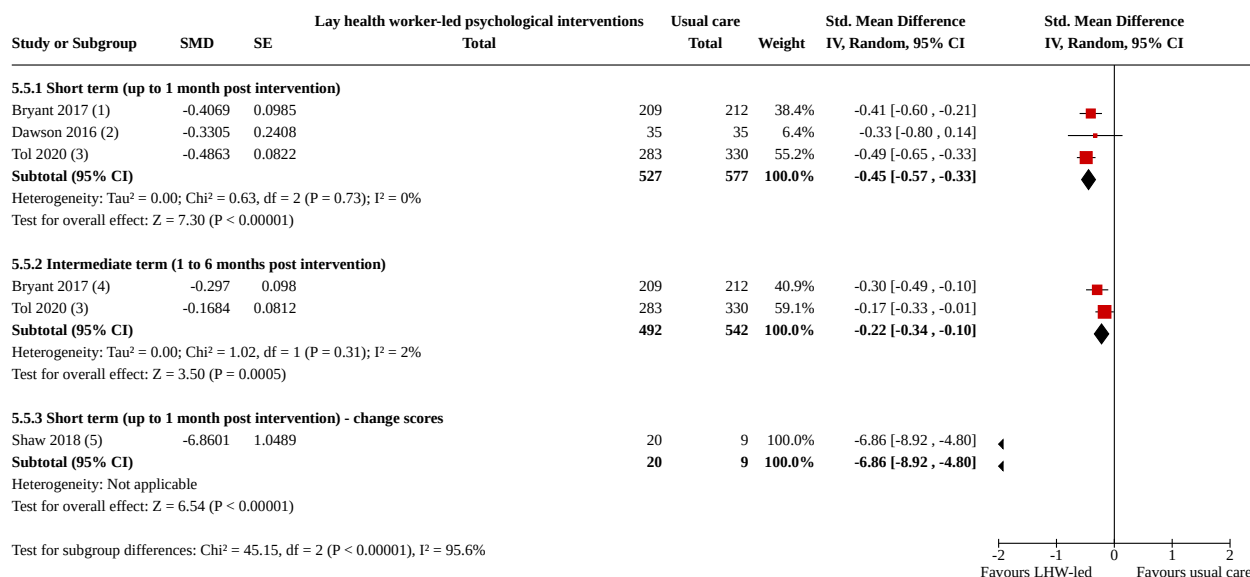 Lay health worker-led psychological interventions Usual care Std. Mean Difference Std. Mean Difference
Study or Subgroup SMD SE Total Total Weight IV, Random, 95% CI IV, Random, 95% CI
5.5.1 Short term (up to 1 month post intervention)
Bryant 2017 (1) -0.4069 0.0985 209 212 38.4% -0.41 [-0.60 , -0.21]
Dawson 2016 (2) -0.3305 0.2408 35 35 6.4% -0.33 [-0.80 , 0.14]
Tol 2020 (3) -0.4863 0.0822 283 330 55.2% -0.49 [-0.65 , -0.33]
Subtotal (95% CI) 527 577 100.0% -0.45 [-0.57 , -0.33]
Heterogeneity: Tau² = 0.00; Chi² = 0.63, df = 2 (P = 0.73); I² = 0%
Test for overall effect: Z = 7.30 (P < 0.00001)
5.5.2 Intermediate term (1 to 6 months post intervention)
Bryant 2017 (4) -0.297 0.098 209 212 40.9% -0.30 [-0.49 , -0.10]
Tol 2020 (3) -0.1684 0.0812 283 330 59.1% -0.17 [-0.33 , -0.01]
Subtotal (95% CI) 492 542 100.0% -0.22 [-0.34 , -0.10]
Heterogeneity: Tau² = 0.00; Chi² = 1.02, df = 1 (P = 0.31); I² = 2%
Test for overall effect: Z = 3.50 (P = 0.0005)
5.5.3 Short term (up to 1 month post intervention) - change scores
Shaw 2018 (5) -6.8601 1.0489 20 9 100.0% -6.86 [-8.92 , -4.80]
Subtotal (95% CI) 20 9 100.0% -6.86 [-8.92 , -4.80]
Heterogeneity: Not applicable
Test for overall effect: Z = 6.54 (P < 0.00001)
Test for subgroup differences: Chi² = 45.15, df = 2 (P < 0.00001), I² = 95.6%
-2 -1 0 1 2
Favours LHW-led Favours usual care